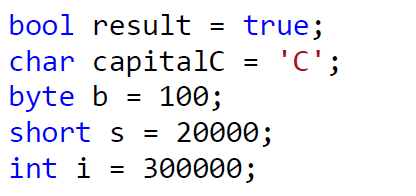 bool result = true;
char capitalC = 'C';
byte b = 100;
short s = 20000;
int i = 300000;